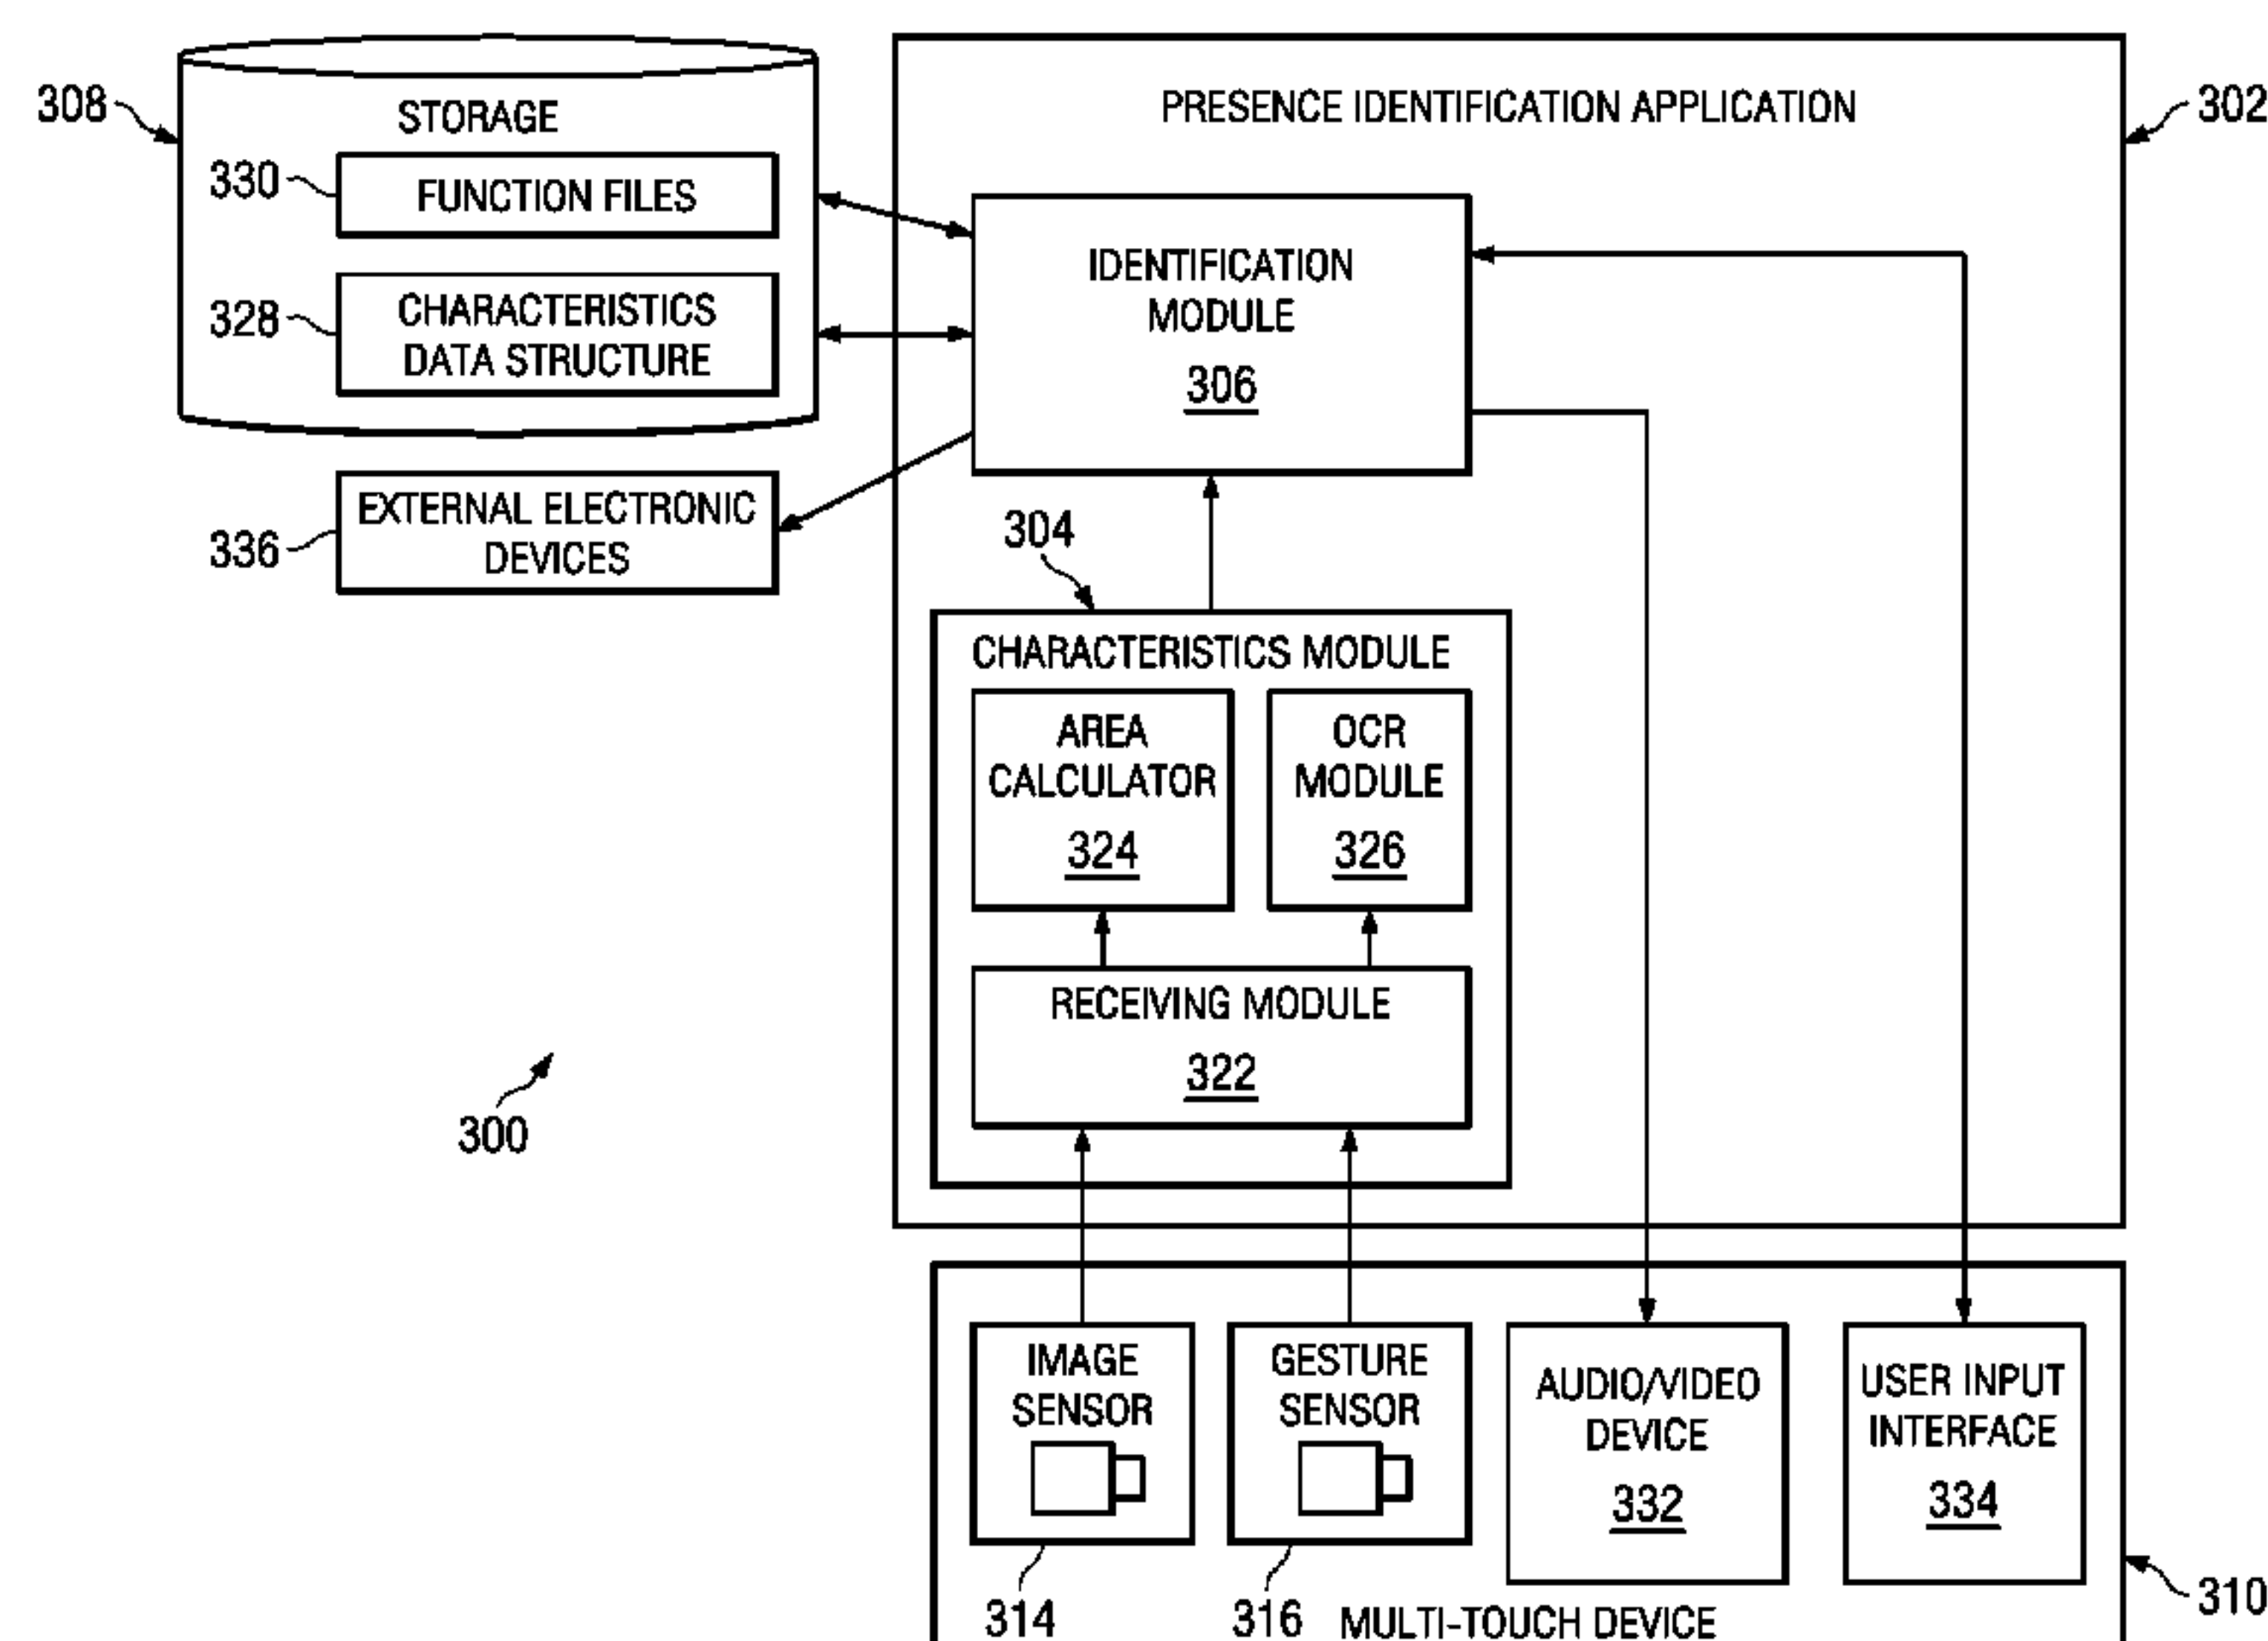 308
STORAGE
330
FUNCTION FILES
328
CHARACTERISTICS
DATA STRUCTURE
336
EXTERNAL ELECTRONIC
DEVICES
PRESENCE IDENTIFICATION APPLICATION
302
IDENTIFICATION
MODULE
306
304
CHARACTERISTICS MODULE
AREA
CALCULATOR
324
OCR
MODULE
326
RECEIVING MODULE
322
300
IMAGE
SENSOR
GESTURE
SENSOR
AUDIO/VIDEO
DEVICE
332
USER INPUT
INTERFACE
334
314
316
MULTI-TOUCH DEVICE
310